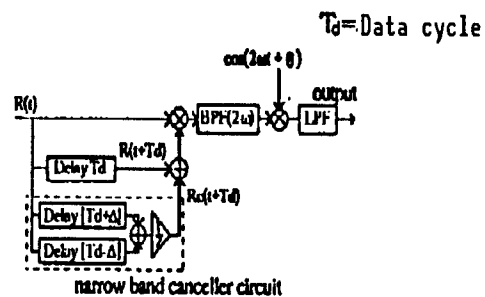 Td=Data cycle
cos(2ωt + θ)
output
R(t)
BPF(2ω)
LPF
R(t+Td)
Delay Td
Rc(t+Td)
Delay [Td+Δ]
Delay [Td-Δ]
narrow band canceller circuit